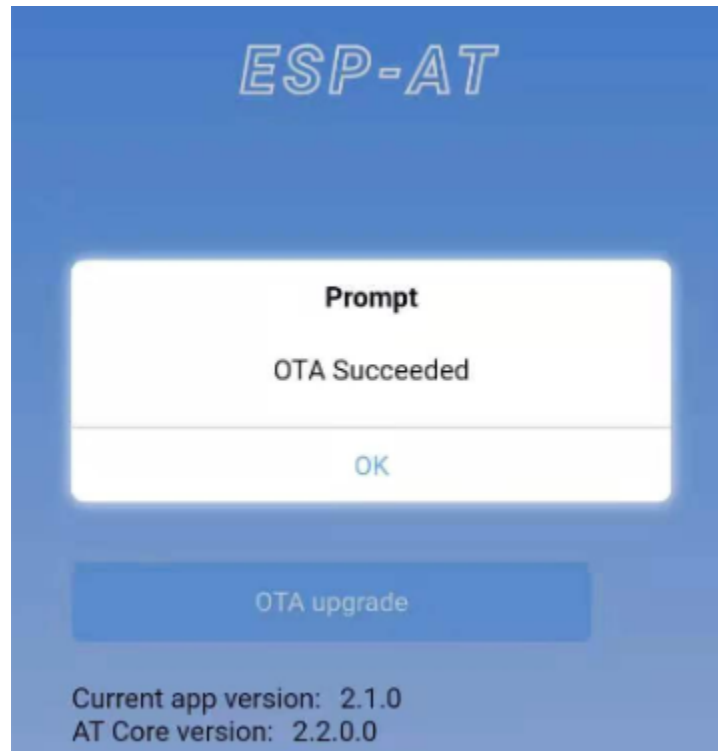 ESP-AT
Prompt
OTA Succeeded
OK
OTA upgrade
Current app version: 2.1.0
AT Core version: 2.2.0.0